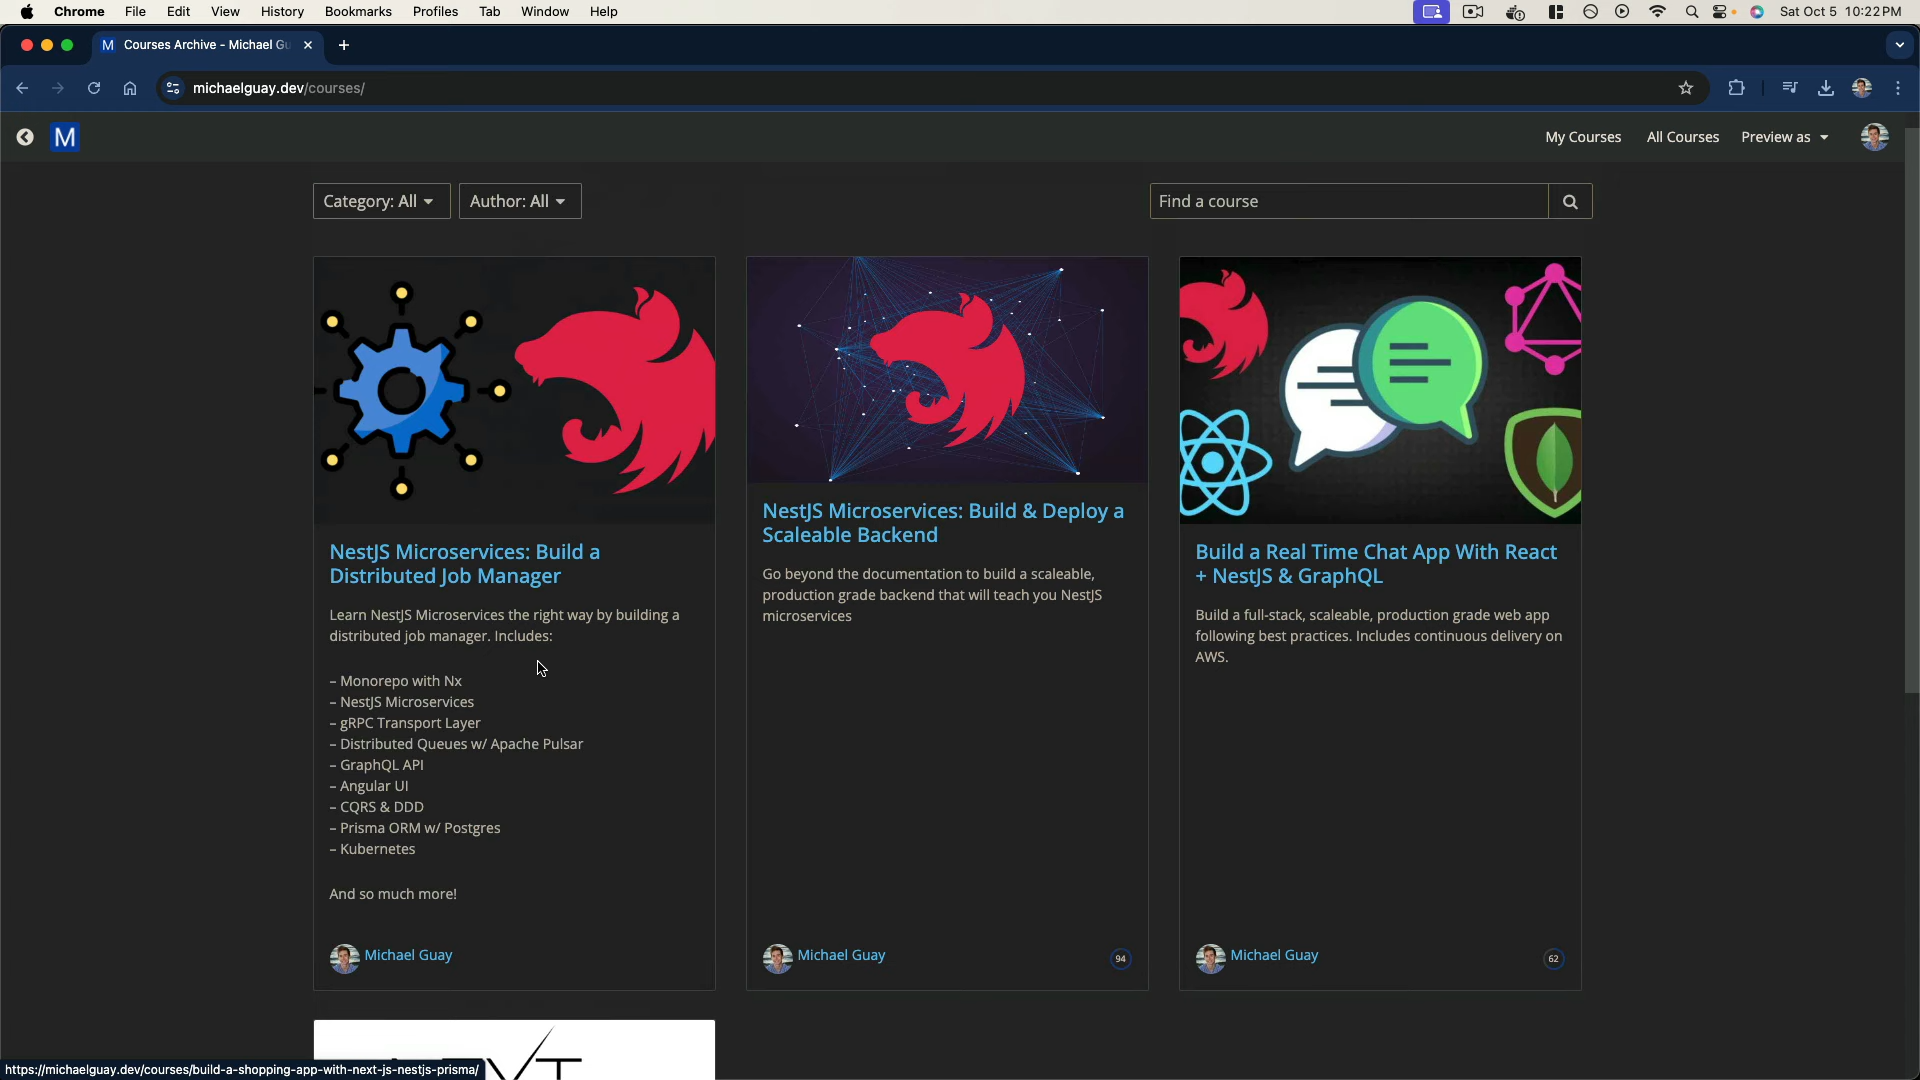 Chrome File Edit View History Bookmarks Profiles Tab Window Help Sat Oct 5 10:22 PM
M Courses Archive - Michael Gu
michaelguay.dev/courses/
M My Courses All Courses Preview as
Category: All Author: All Find a course
NestJS Microservices: Build a
Distributed Job Manager
Learn NestJS Microservices the right way by building a
distributed job manager. Includes:
– Monorepo with Nx
– NestJS Microservices
– gRPC Transport Layer
– Distributed Queues w/ Apache Pulsar
– GraphQL API
– Angular UI
– CQRS & DDD
– Prisma ORM w/ Postgres
– Kubernetes
And so much more!
Michael Guay
NestJS Microservices: Build & Deploy a
Scaleable Backend
Go beyond the documentation to build a scaleable,
production grade backend that will teach you NestJS
microservices
Michael Guay 94
Build a Real Time Chat App With React
+ NestJS & GraphQL
Build a full-stack, scaleable, production grade web app
following best practices. Includes continuous delivery on
AWS.
Michael Guay 62
https://michaelguay.dev/courses/build-a-shopping-app-with-next-js-nestjs-prisma/